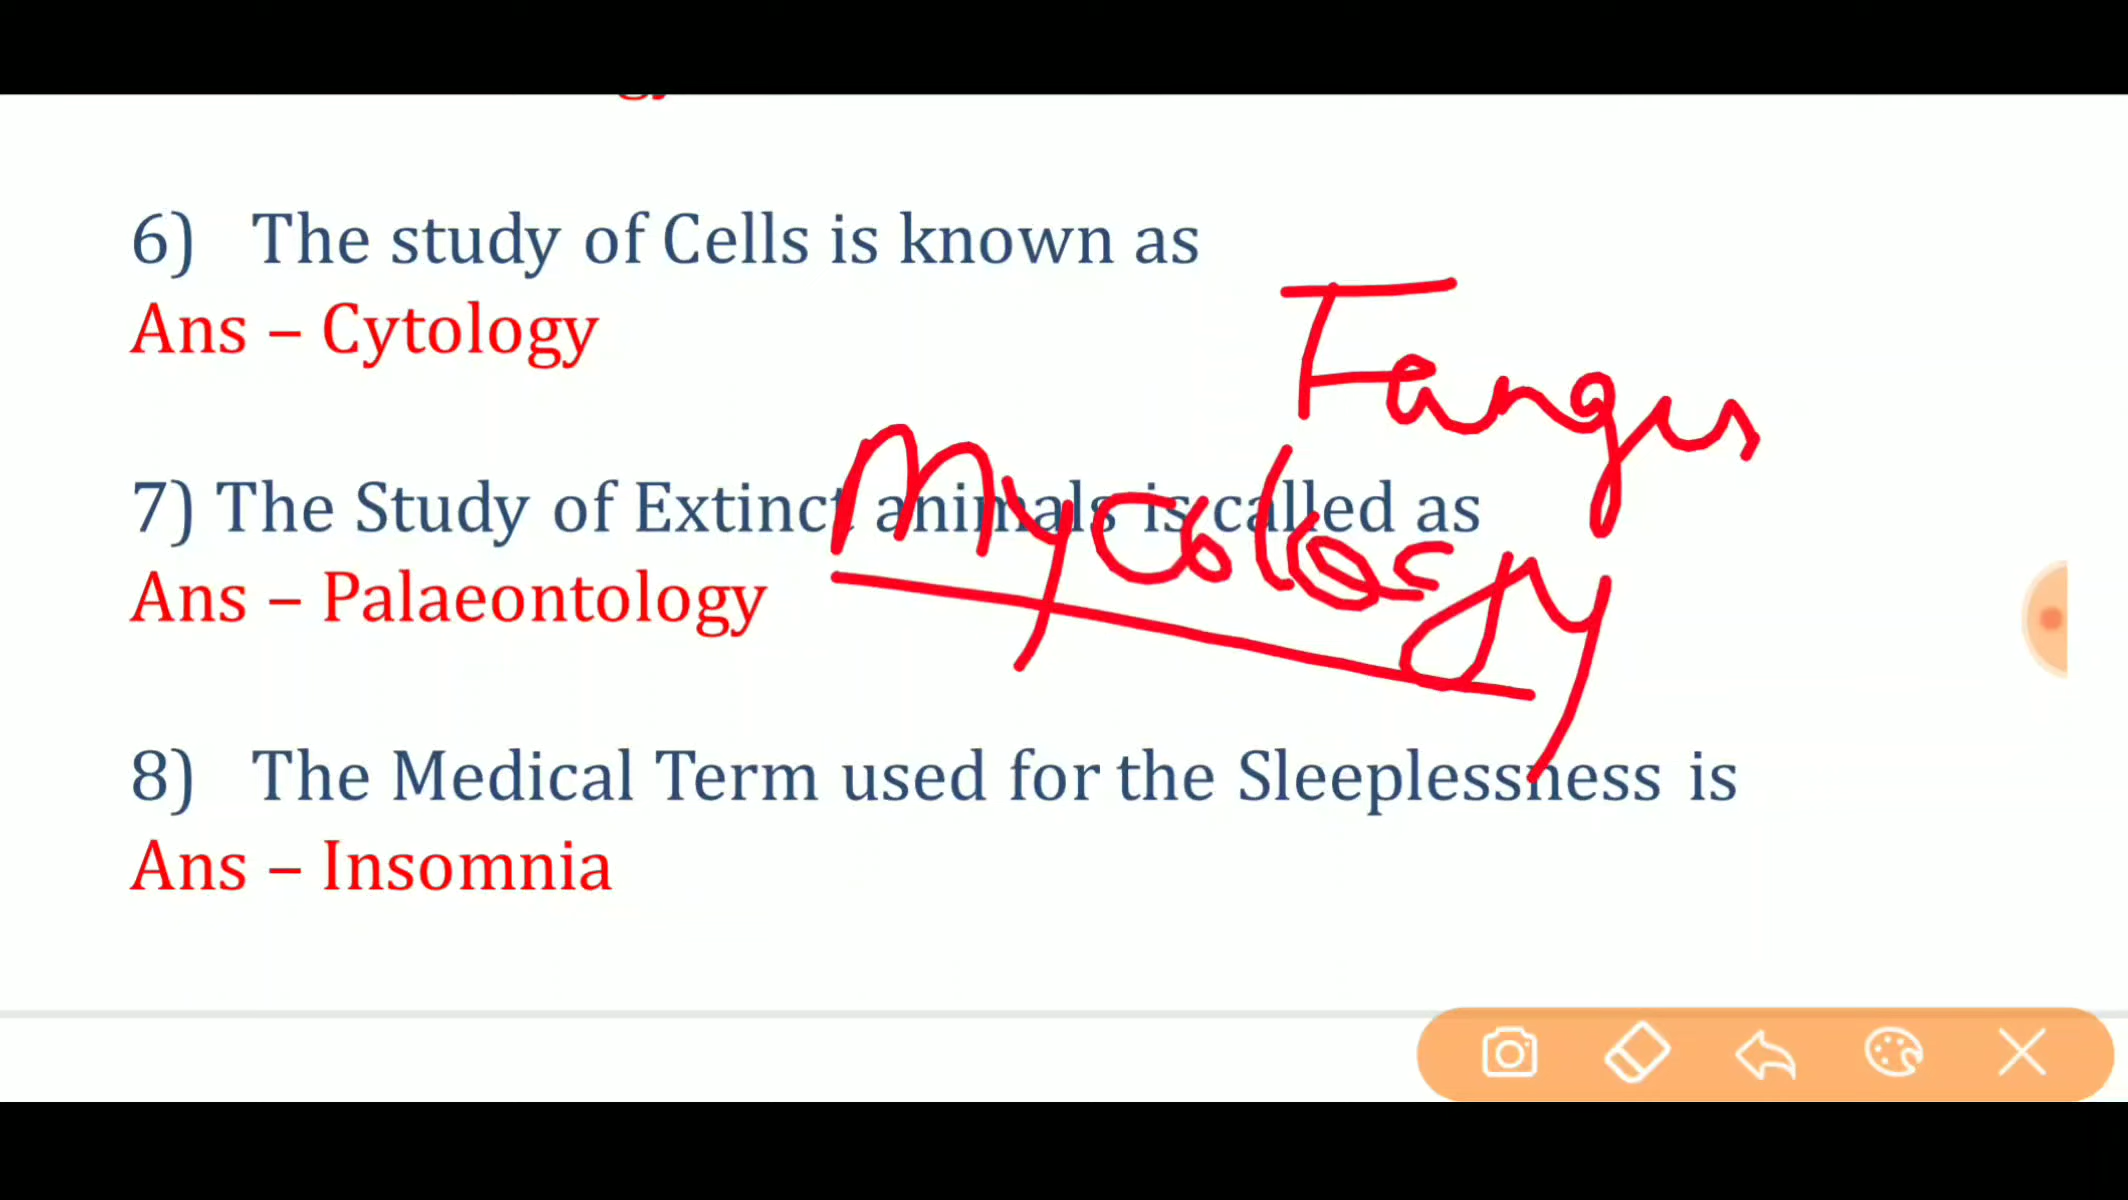 6) The study of Cells is known as
Ans – Cytology
Fangus
7) The Study of Extinct animals is called as
Mycology
Ans – Palaeontology
8) The Medical Term used for the Sleeplessness is
Ans – Insomnia